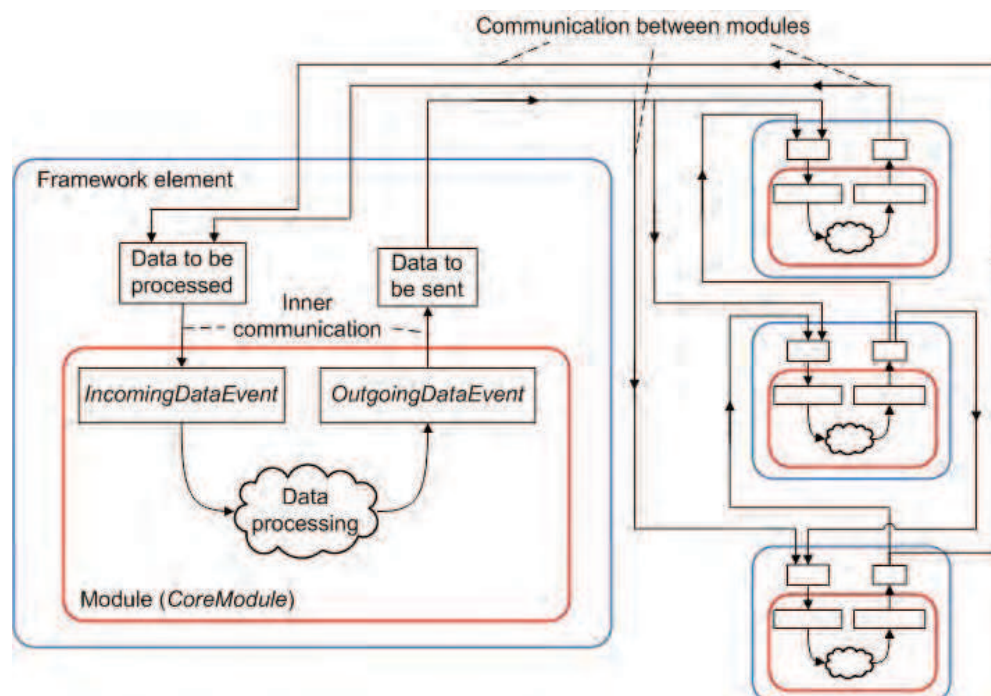 Communication between modules
Framework element
Data to be
processed
Data to
be sent
Inner
communication
IncomingDataEvent
OutgoingDataEvent
Data
processing
Module (CoreModule)